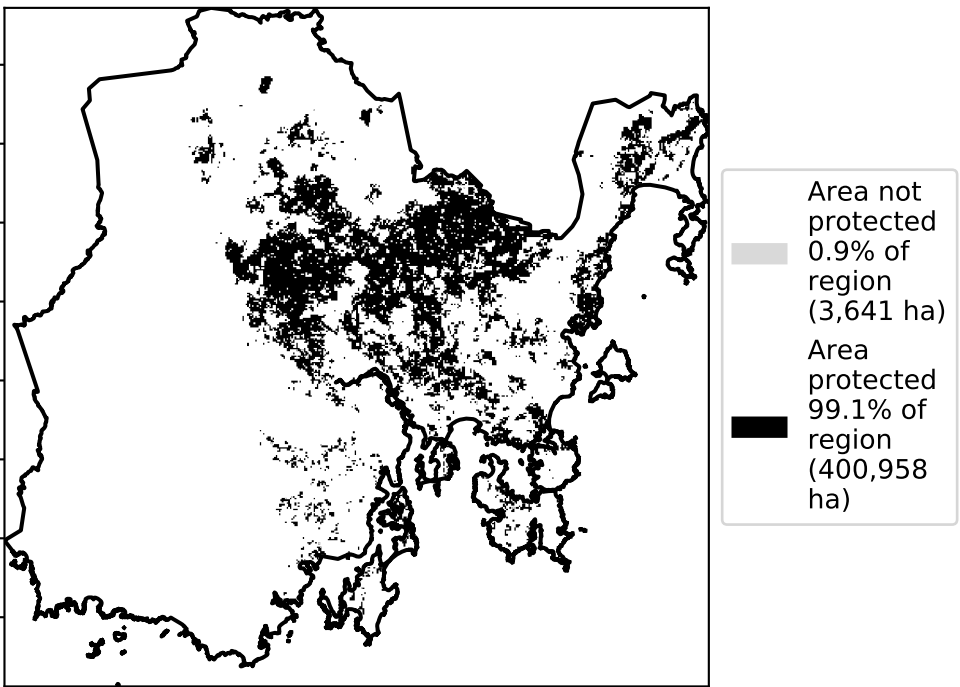 Area not
protected
0.9% of
region
(3,641 ha)
Area
protected
99.1% of
region
(400,958
ha)